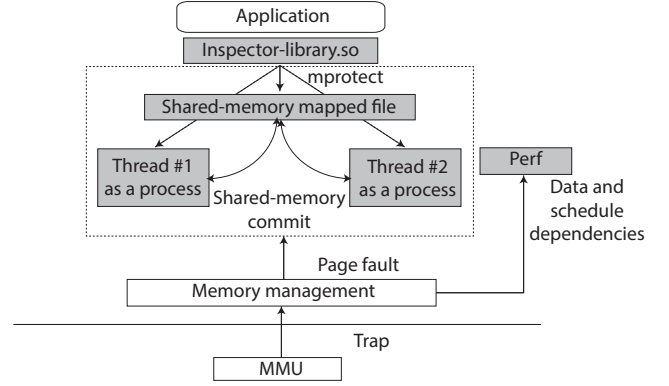 Application
Inspector-library.so
mprotect
Shared-memory mapped file
Thread #1
as a process
Thread #2
as a process
Shared-memory
commit
Perf
Data and
schedule
dependencies
Page fault
Memory management
Trap
MMU